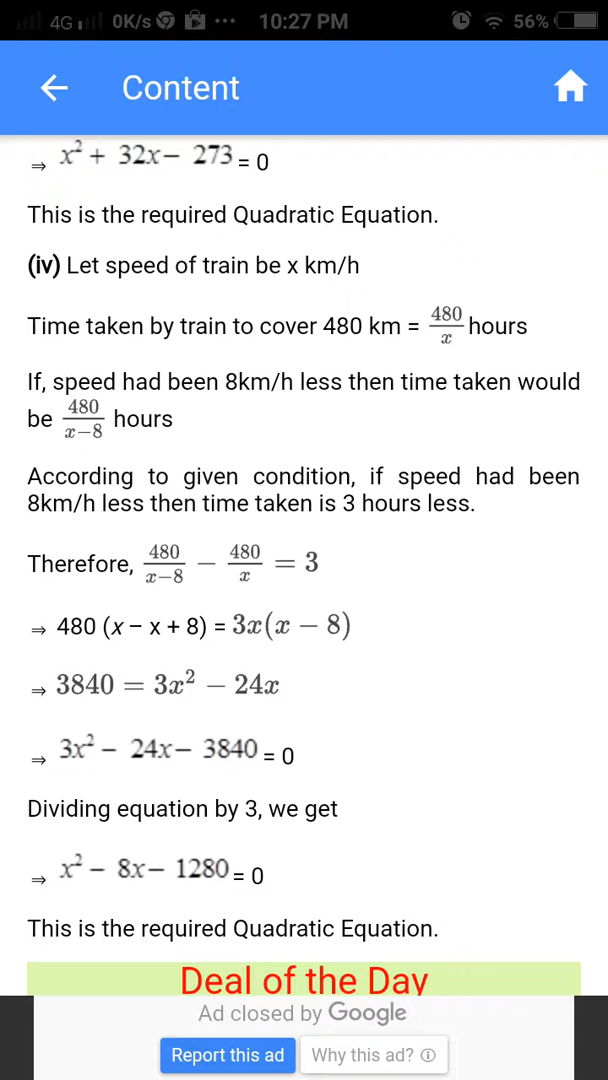 4G 0K/s ... 10:27 PM 56%
Content
⇒ x² + 32x − 273 = 0
This is the required Quadratic Equation.
(iv) Let speed of train be x km/h
Time taken by train to cover 480 km = 480/x hours
If, speed had been 8km/h less then time taken would
be 480/x−8 hours
According to given condition, if speed had been
8km/h less then time taken is 3 hours less.
Therefore, 480/x−8 − 480/x = 3
⇒ 480 (x − x + 8) = 3x(x − 8)
⇒ 3840 = 3x² − 24x
⇒ 3x² − 24x − 3840 = 0
Dividing equation by 3, we get
⇒ x² − 8x − 1280 = 0
This is the required Quadratic Equation.
Deal of the Day
Ad closed by Google
Report this ad Why this ad?